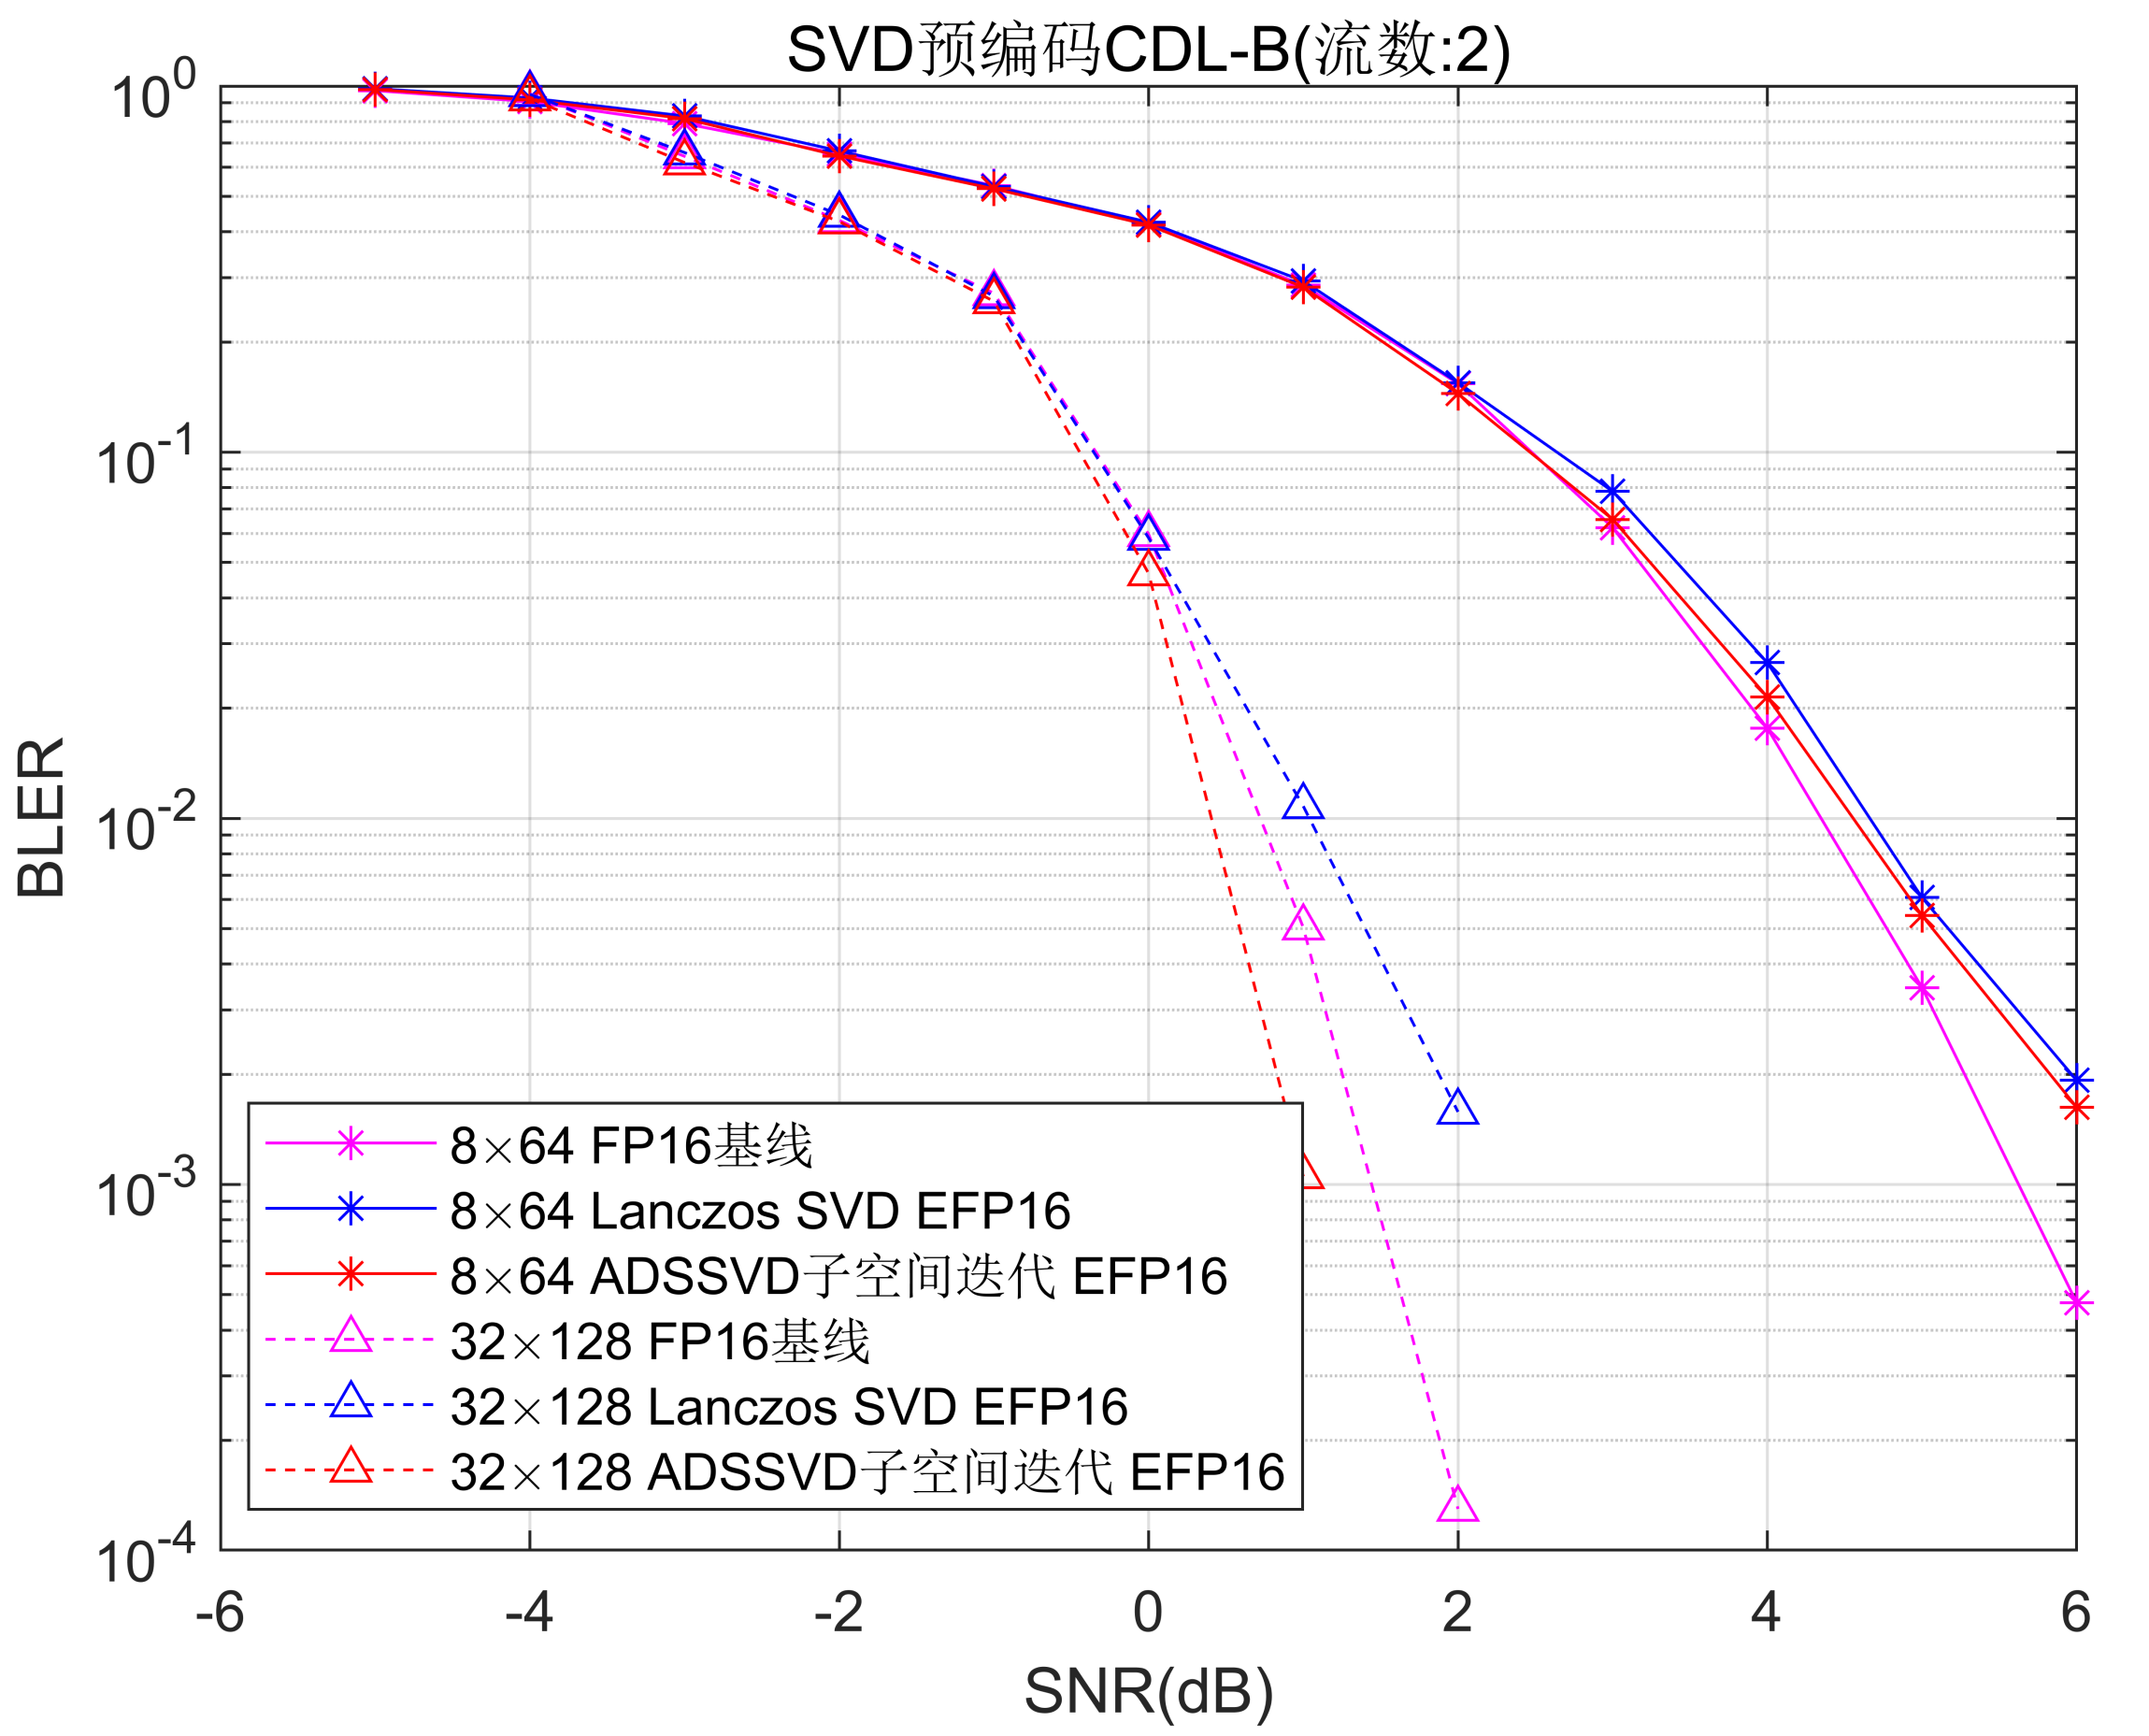 SVD预编码CDL-B(流数:2)
10^0
10^-1
10^-2
10^-3
10^-4
BLER
8×64 FP16基线
8×64 Lanczos SVD EFP16
8×64 ADSSVD子空间迭代 EFP16
32×128 FP16基线
32×128 Lanczos SVD EFP16
32×128 ADSSVD子空间迭代 EFP16
-6 -4 -2 0 2 4 6
SNR(dB)